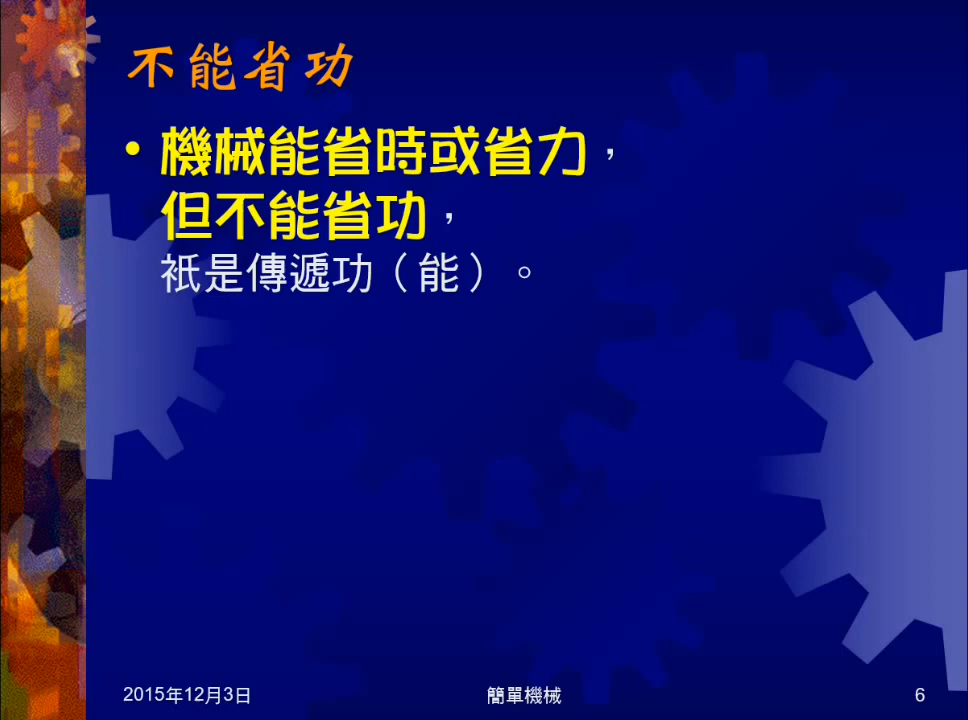 不能省功
• 機械能省時或省力，
但不能省功，
祇是傳遞功（能）。
2015年12月3日
簡單機械
6